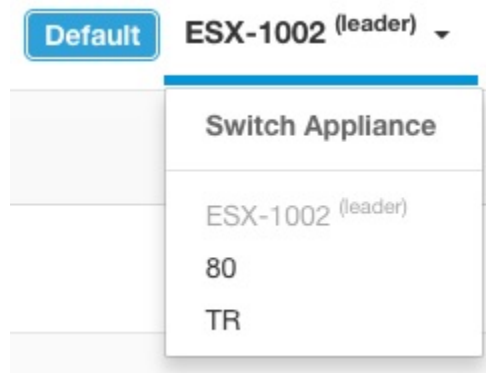 Default ESX-1002 (leader)
Switch Appliance
ESX-1002 (leader)
80
TR